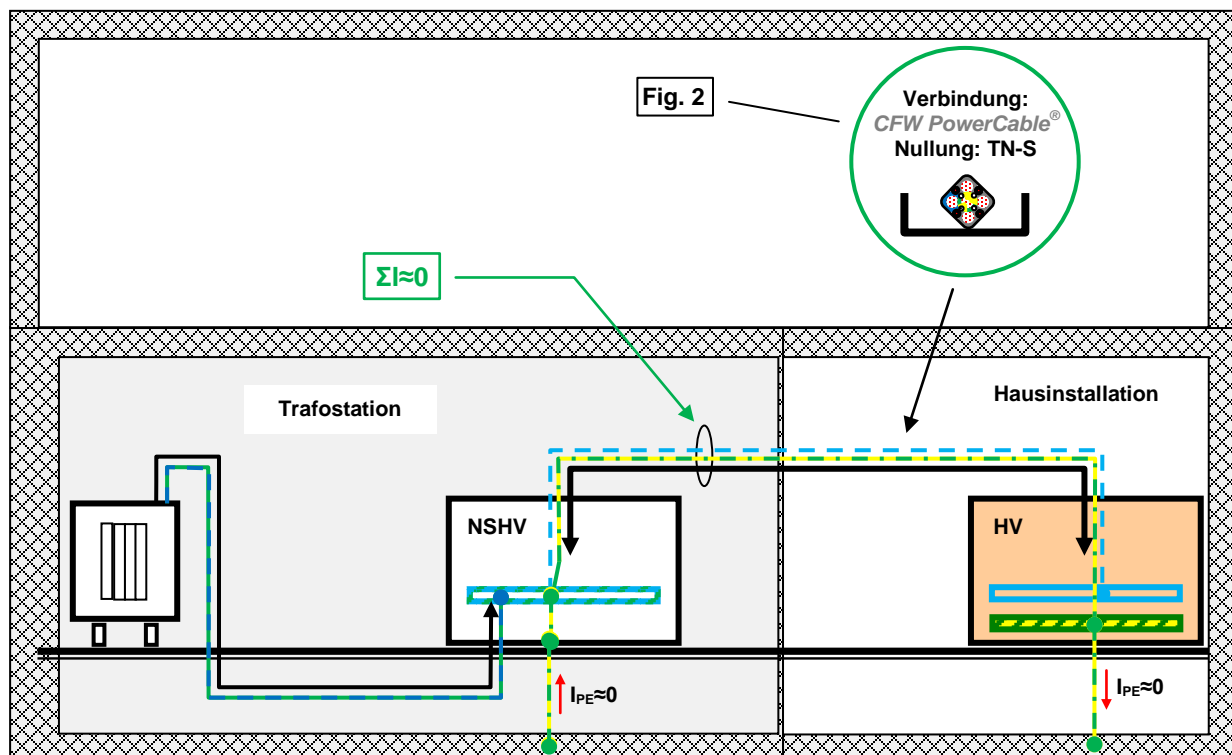 Fig. 2
Verbindung:
CFW PowerCable®
Nullung: TN-S
ΣI≈0
Trafostation
Hausinstallation
NSHV
HV
IPE≈0
IPE≈0